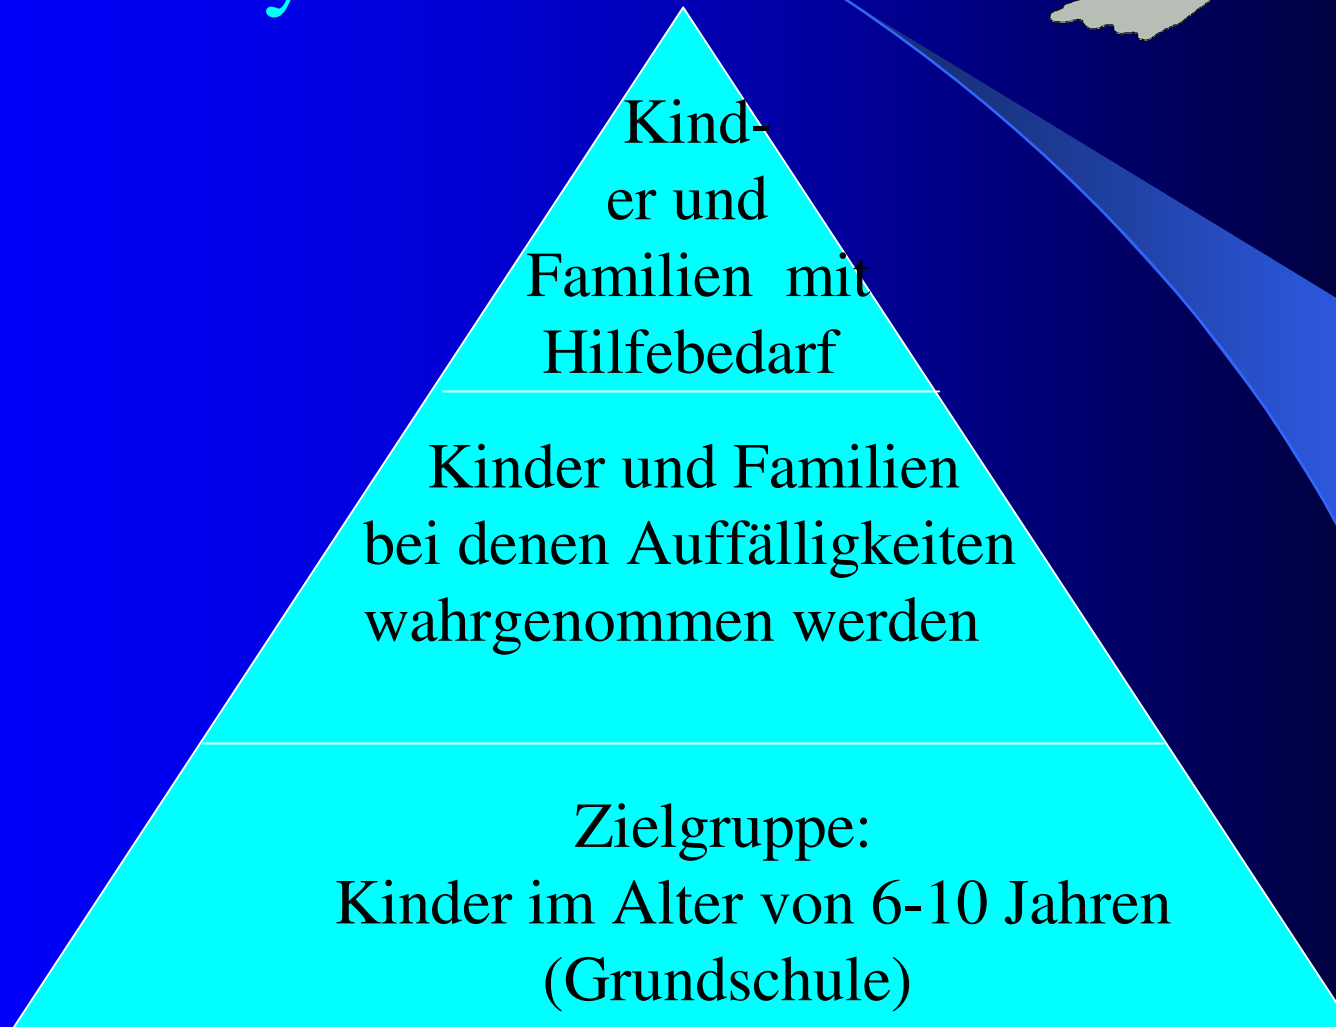 Kind-
er und
Familien mit
Hilfebedarf
Kinder und Familien
bei denen Auffälligkeiten
wahrgenommen werden
Zielgruppe:
Kinder im Alter von 6-10 Jahren
(Grundschule)